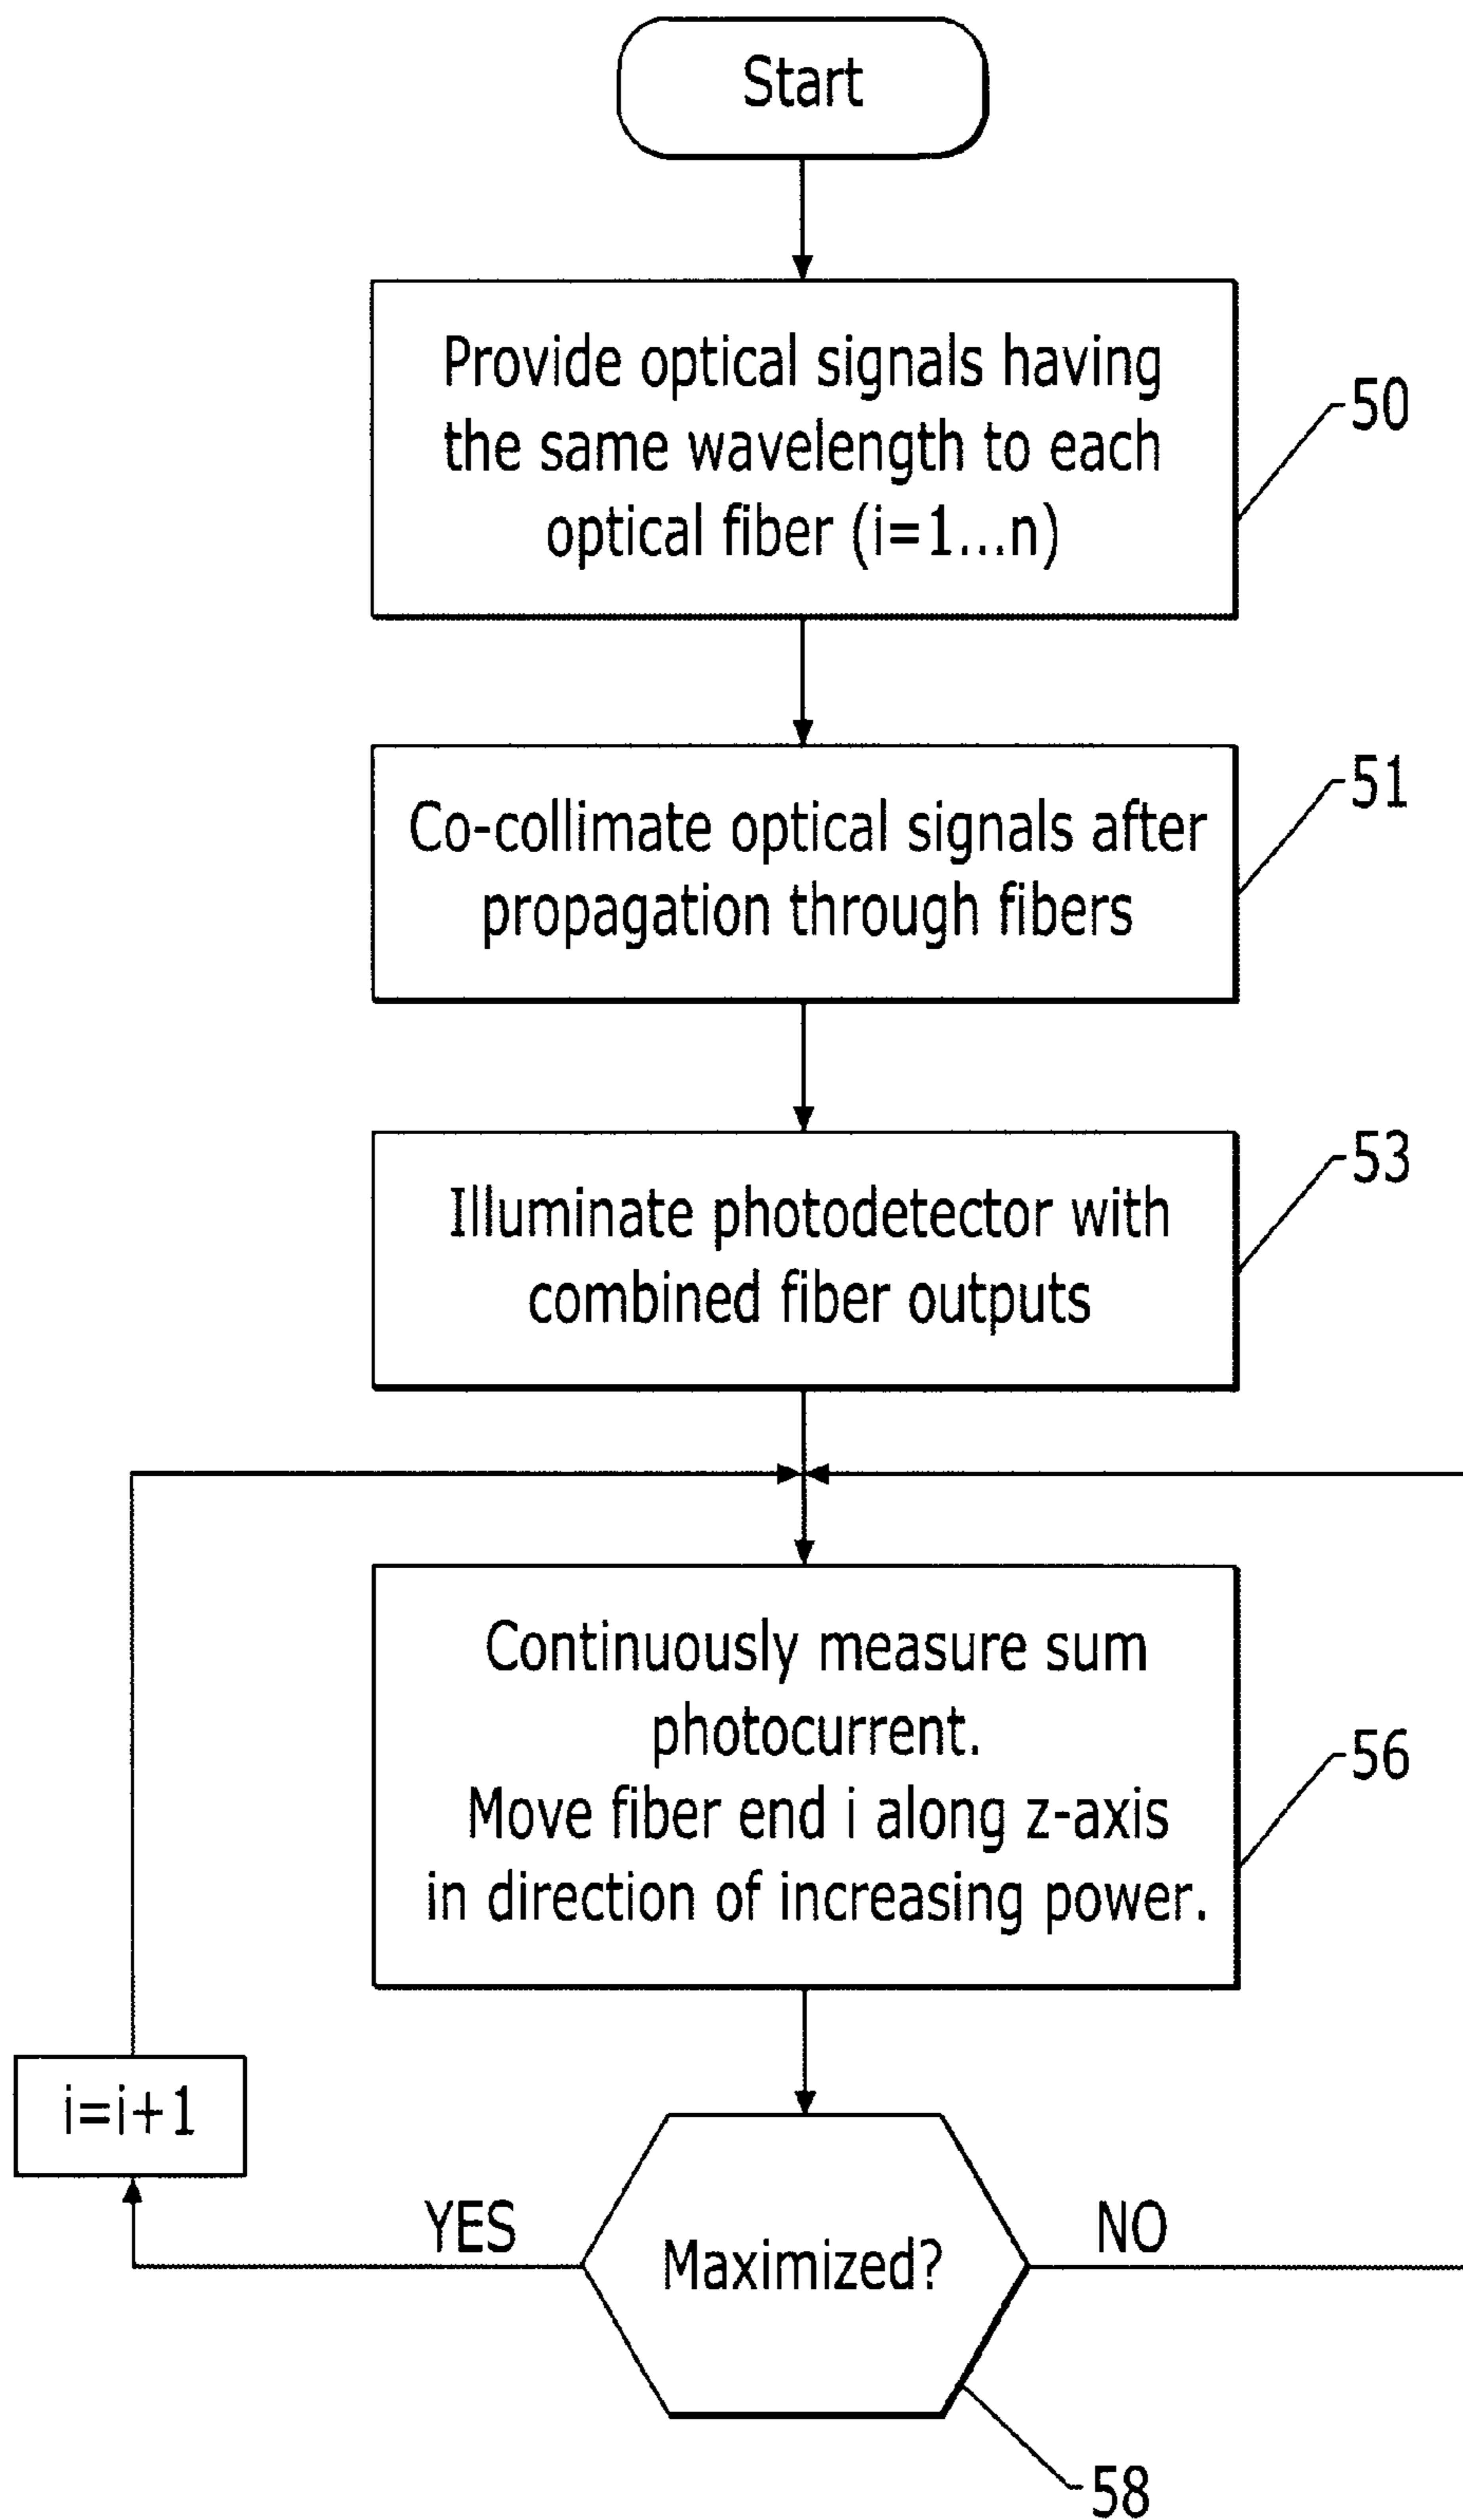 Start
Provide optical signals having
the same wavelength to each
optical fiber (i=1...n)
50
Co-collimate optical signals after
propagation through fibers
51
Illuminate photodetector with
combined fiber outputs
53
Continuously measure sum
photocurrent.
Move fiber end i along z-axis
in direction of increasing power.
56
i=i+1
YES
Maximized?
NO
58